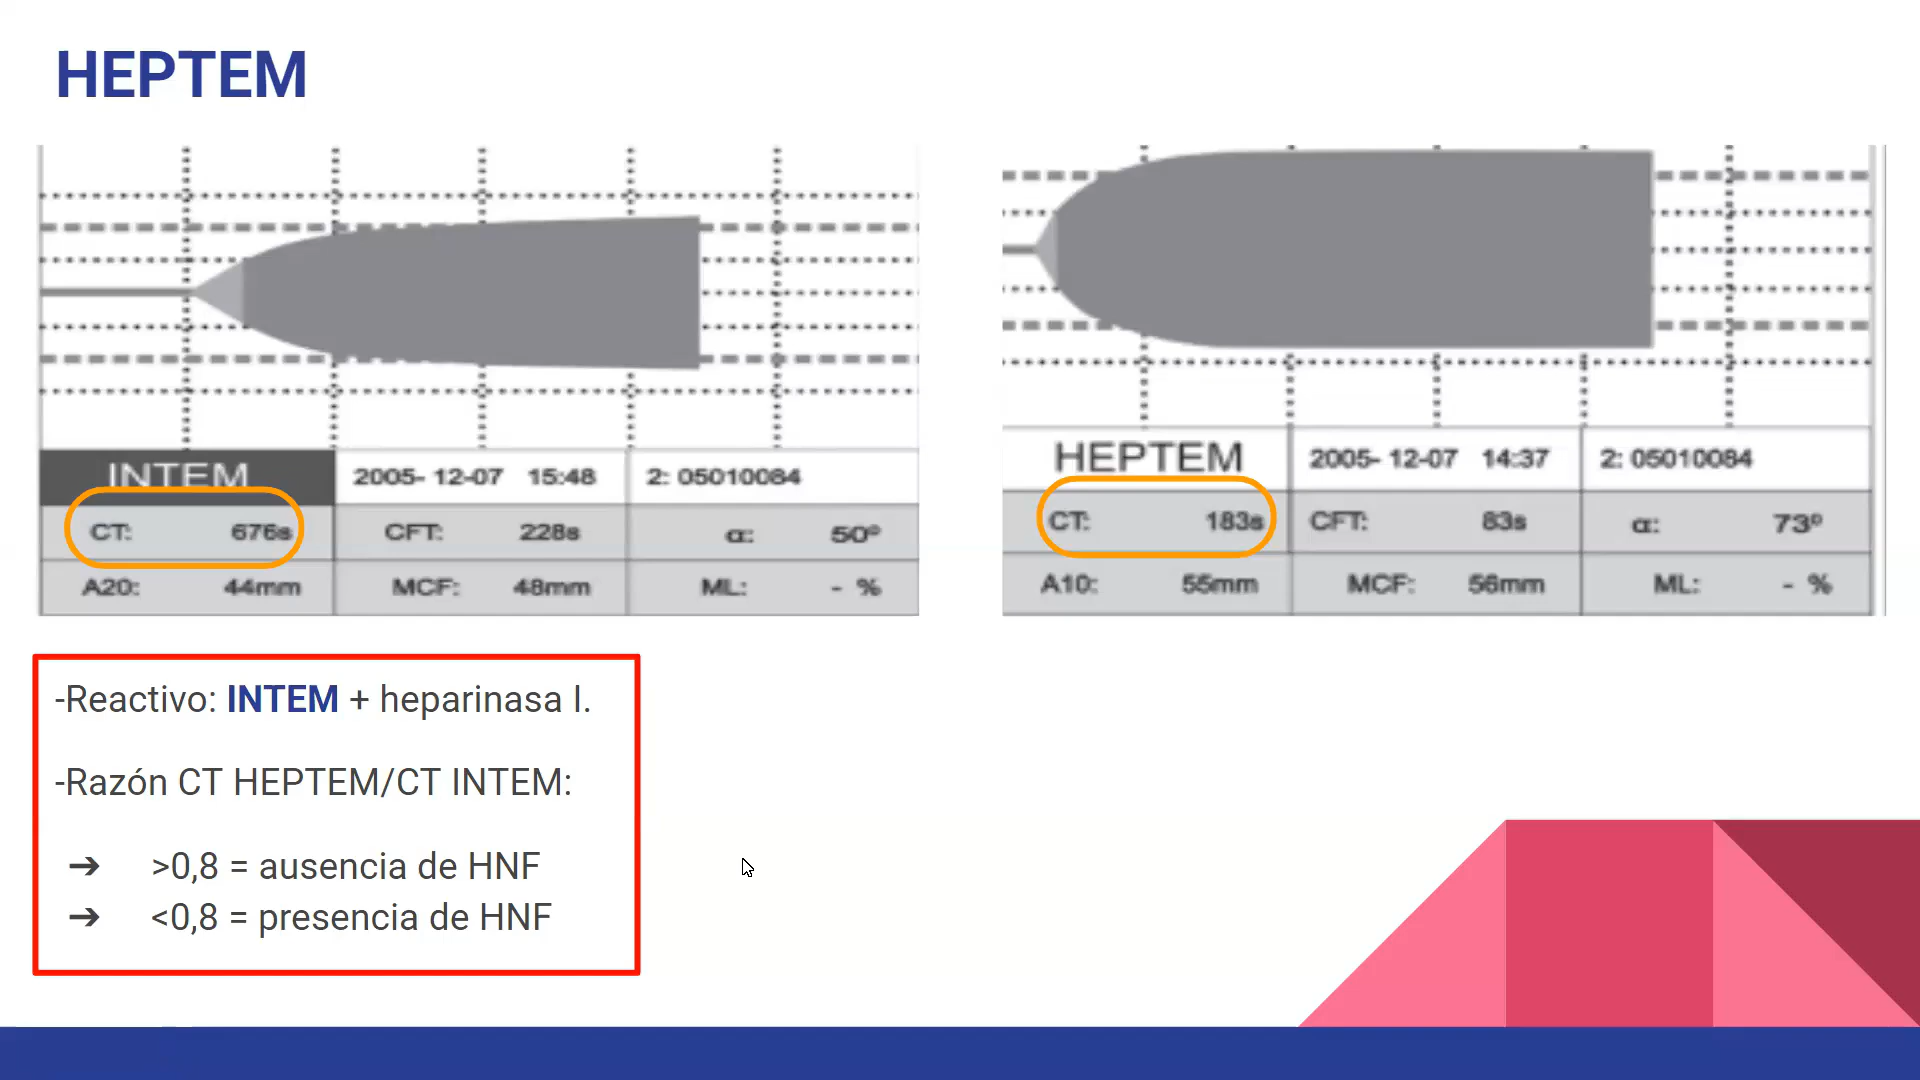 HEPTEM
INTEM 2005- 12-07 15:48 2: 05010084
CT: 676s CFT: 228s α: 50º
A20: 44mm MCF: 48mm ML: - %
HEPTEM 2005- 12-07 14:37 2: 05010084
CT: 183s CFT: 83s α: 73º
A10: 55mm MCF: 56mm ML: - %
-Reactivo: INTEM + heparinasa I.
-Razón CT HEPTEM/CT INTEM:
➔ >0,8 = ausencia de HNF
➔ <0,8 = presencia de HNF